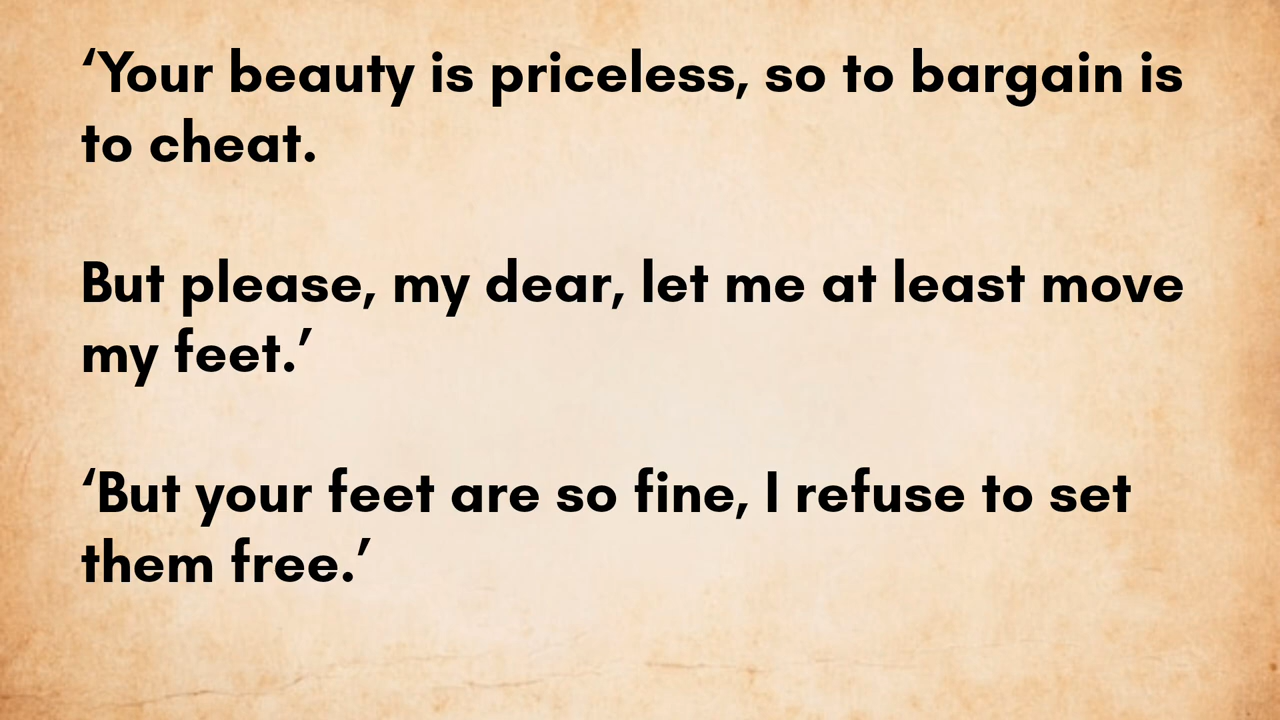 ‘Your beauty is priceless, so to bargain is
to cheat.
But please, my dear, let me at least move
my feet.’
‘But your feet are so fine, I refuse to set
them free.’